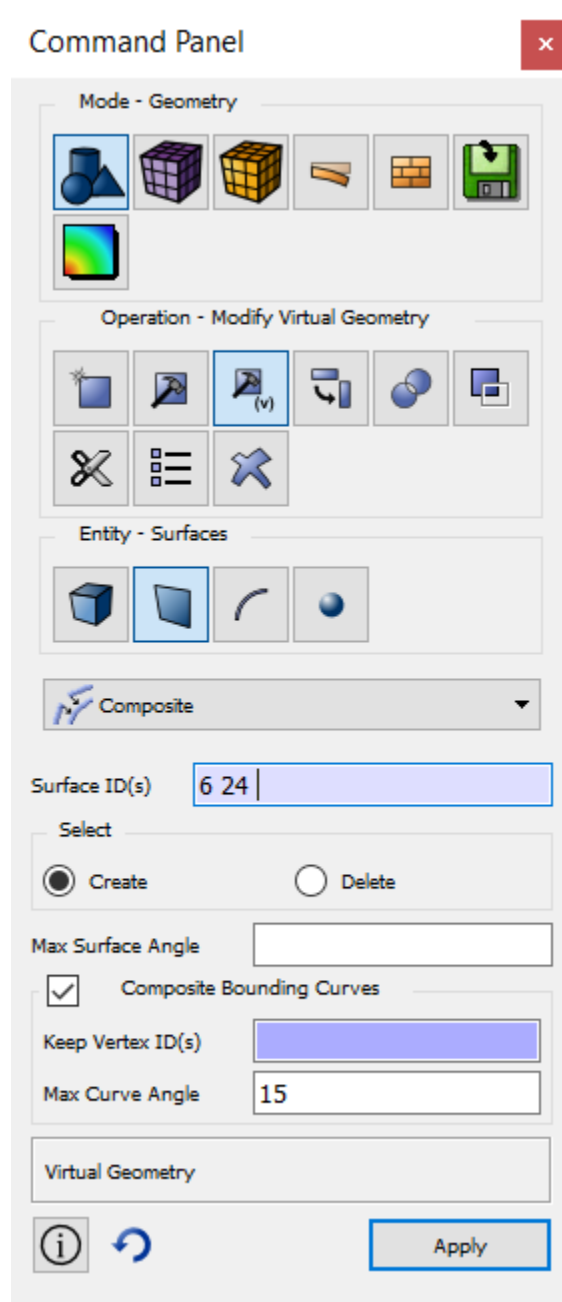 Command Panel
Mode - Geometry
Operation - Modify Virtual Geometry
(v)
Entity - Surfaces
Composite
Surface ID(s) 6 24
Select
Create Delete
Max Surface Angle
Composite Bounding Curves
Keep Vertex ID(s)
Max Curve Angle 15
Virtual Geometry
Apply